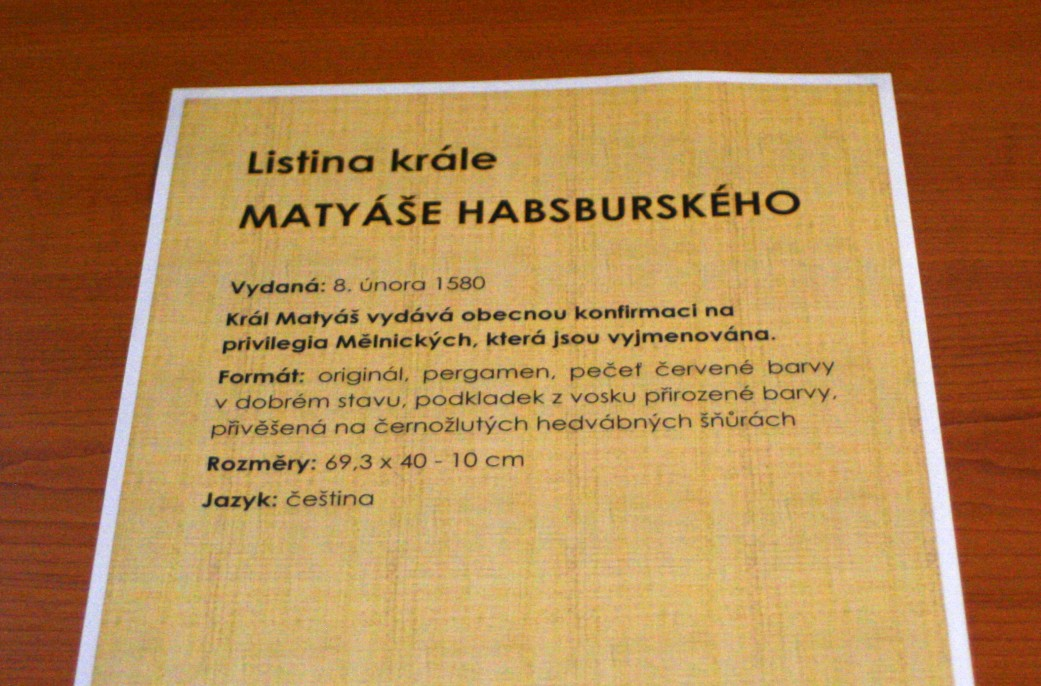 Listina krále
MATYÁŠE HABSBURSKÉHO
Vydaná: 8. února 1580
Král Matyáš vydává obecnou konfirmaci na
privilegia Mělnických, která jsou vyjmenována.
Formát: originál, pergamen, pečeť červené barvy
v dobrém stavu, podkladek z vosku přirozené barvy,
přivěšená na černožlutých hedvábných šňůrách
Rozměry: 69,3 x 40 - 10 cm
Jazyk: čeština